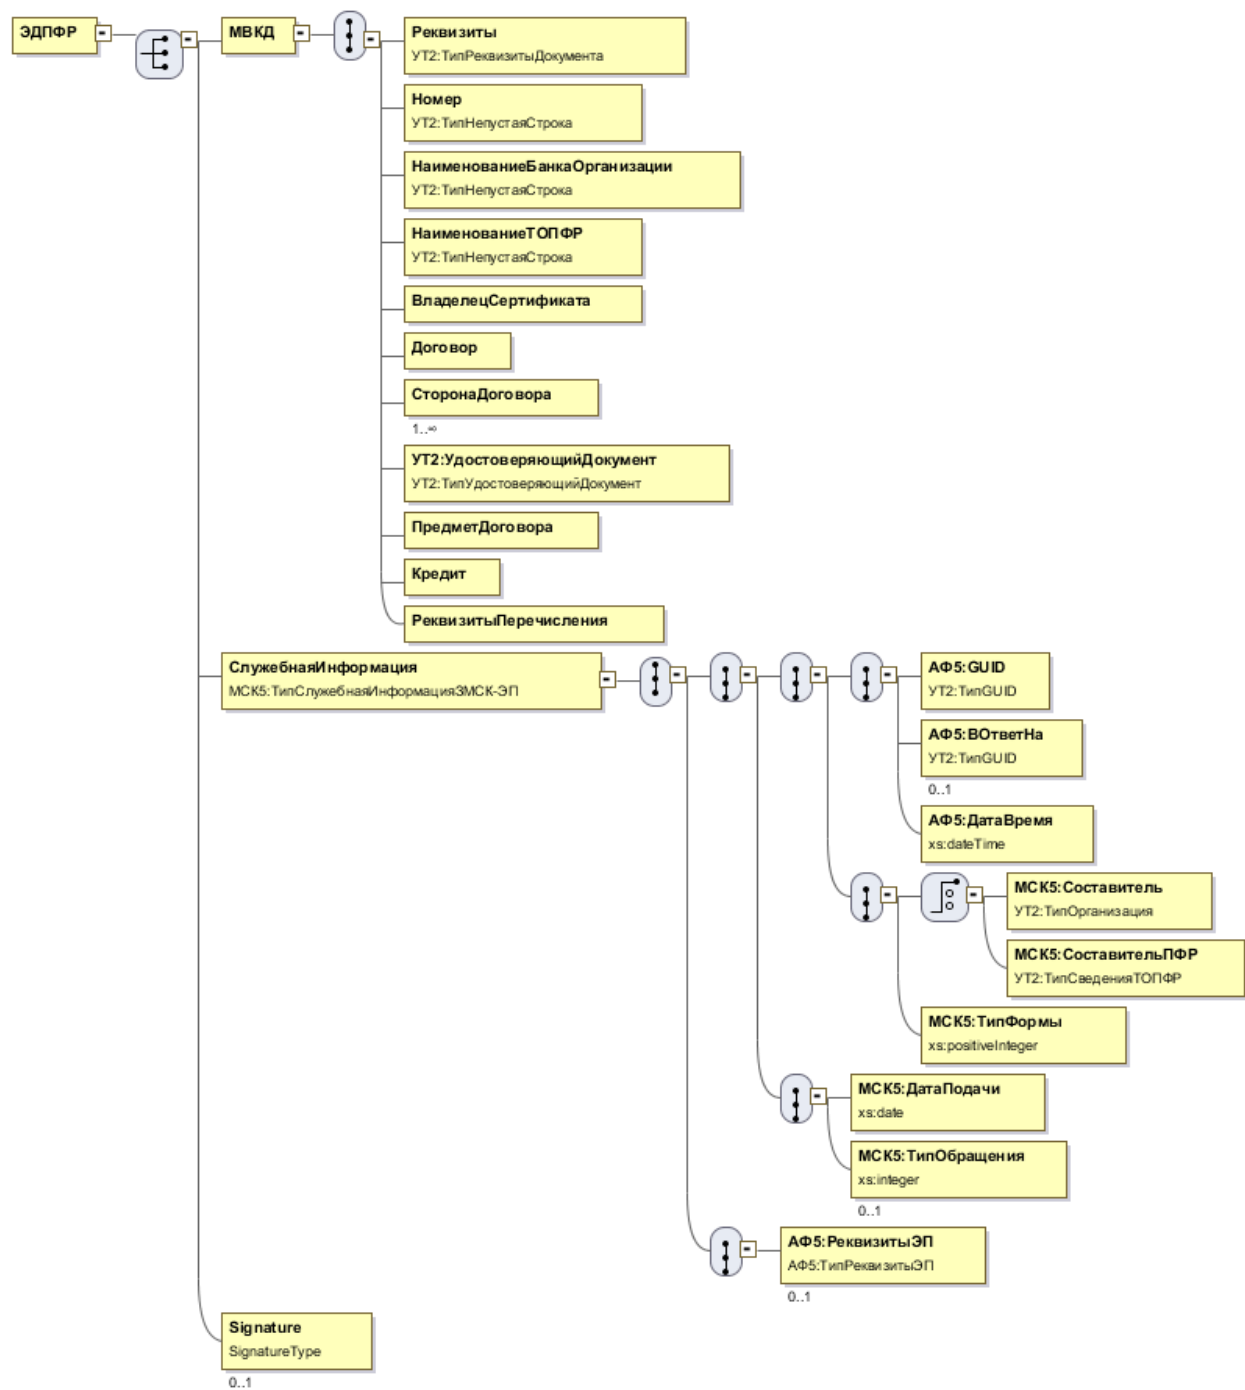 ЭДПФР
МВКД
Реквизиты
УТ2:ТипРеквизитыДокумента
Номер
УТ2:ТипНепустаяСтрока
НаименованиеБанкаОрганизации
УТ2:ТипНепустаяСтрока
НаименованиеТОПФР
УТ2:ТипНепустаяСтрока
ВладелецСертификата
Договор
СторонаДоговора
1..∞
УТ2:УдостоверяющийДокумент
УТ2:ТипУдостоверяющийДокумент
ПредметДоговора
Кредит
РеквизитыПеречисления
СлужебнаяИнформация
МСК5:ТипСлужебнаяИнформацияЗМСК-ЭП
АФ5:GUID
УТ2:ТипGUID
АФ5:ВОтветНа
УТ2:ТипGUID
0..1
АФ5:ДатаВремя
xs:dateTime
МСК5:Составитель
УТ2:ТипОрганизация
МСК5:СоставительПФР
УТ2:ТипСведенияТОПФР
МСК5:ТипФормы
xs:positiveInteger
МСК5:ДатаПодачи
xs:date
МСК5:ТипОбращения
xs:integer
0..1
АФ5:РеквизитыЭП
АФ5:ТипРеквизитыЭП
0..1
Signature
SignatureType
0..1